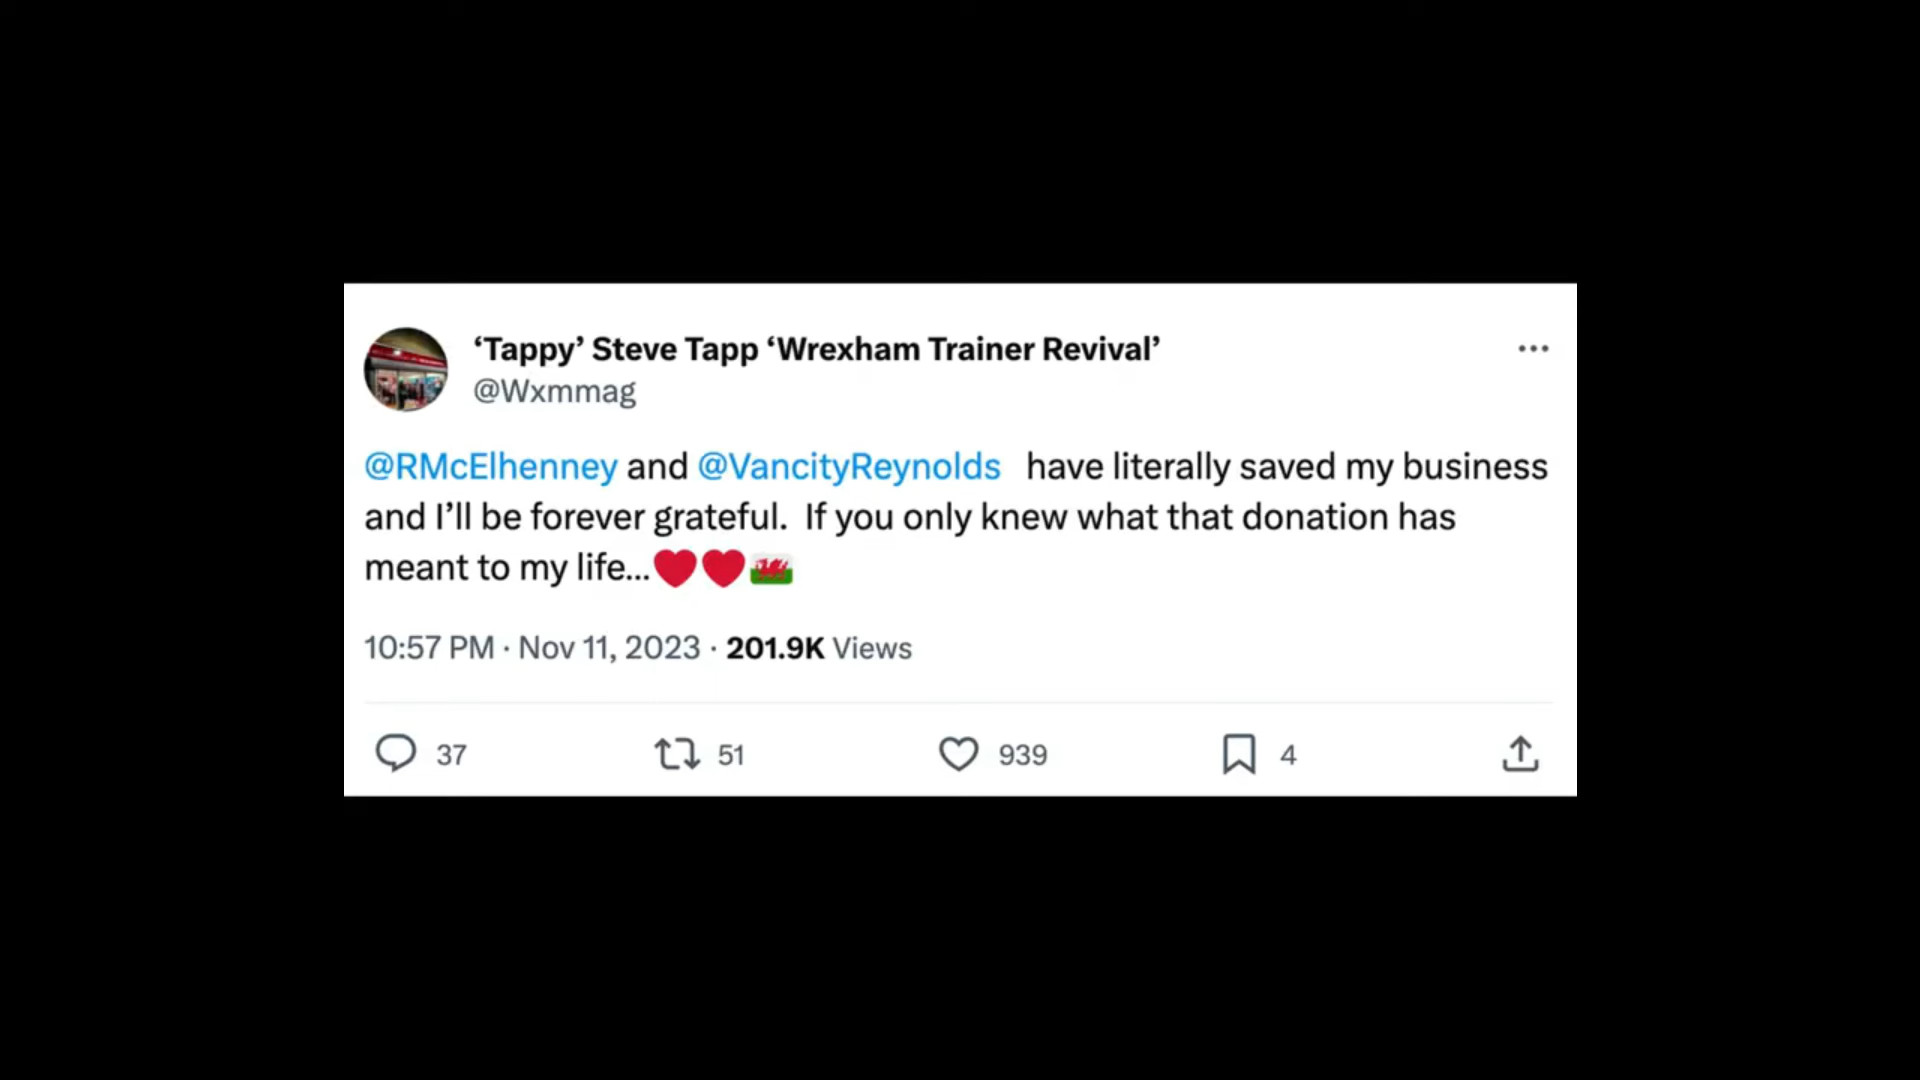 ‘Tappy’ Steve Tapp ‘Wrexham Trainer Revival’
@Wxmmag
@RMcElhenney and @VancityReynolds have literally saved my business
and I’ll be forever grateful. If you only knew what that donation has
meant to my life...❤️❤️🏴󠁧󠁢󠁷󠁬󠁳󠁿
10:57 PM · Nov 11, 2023 · 201.9K Views
37 51 939 4